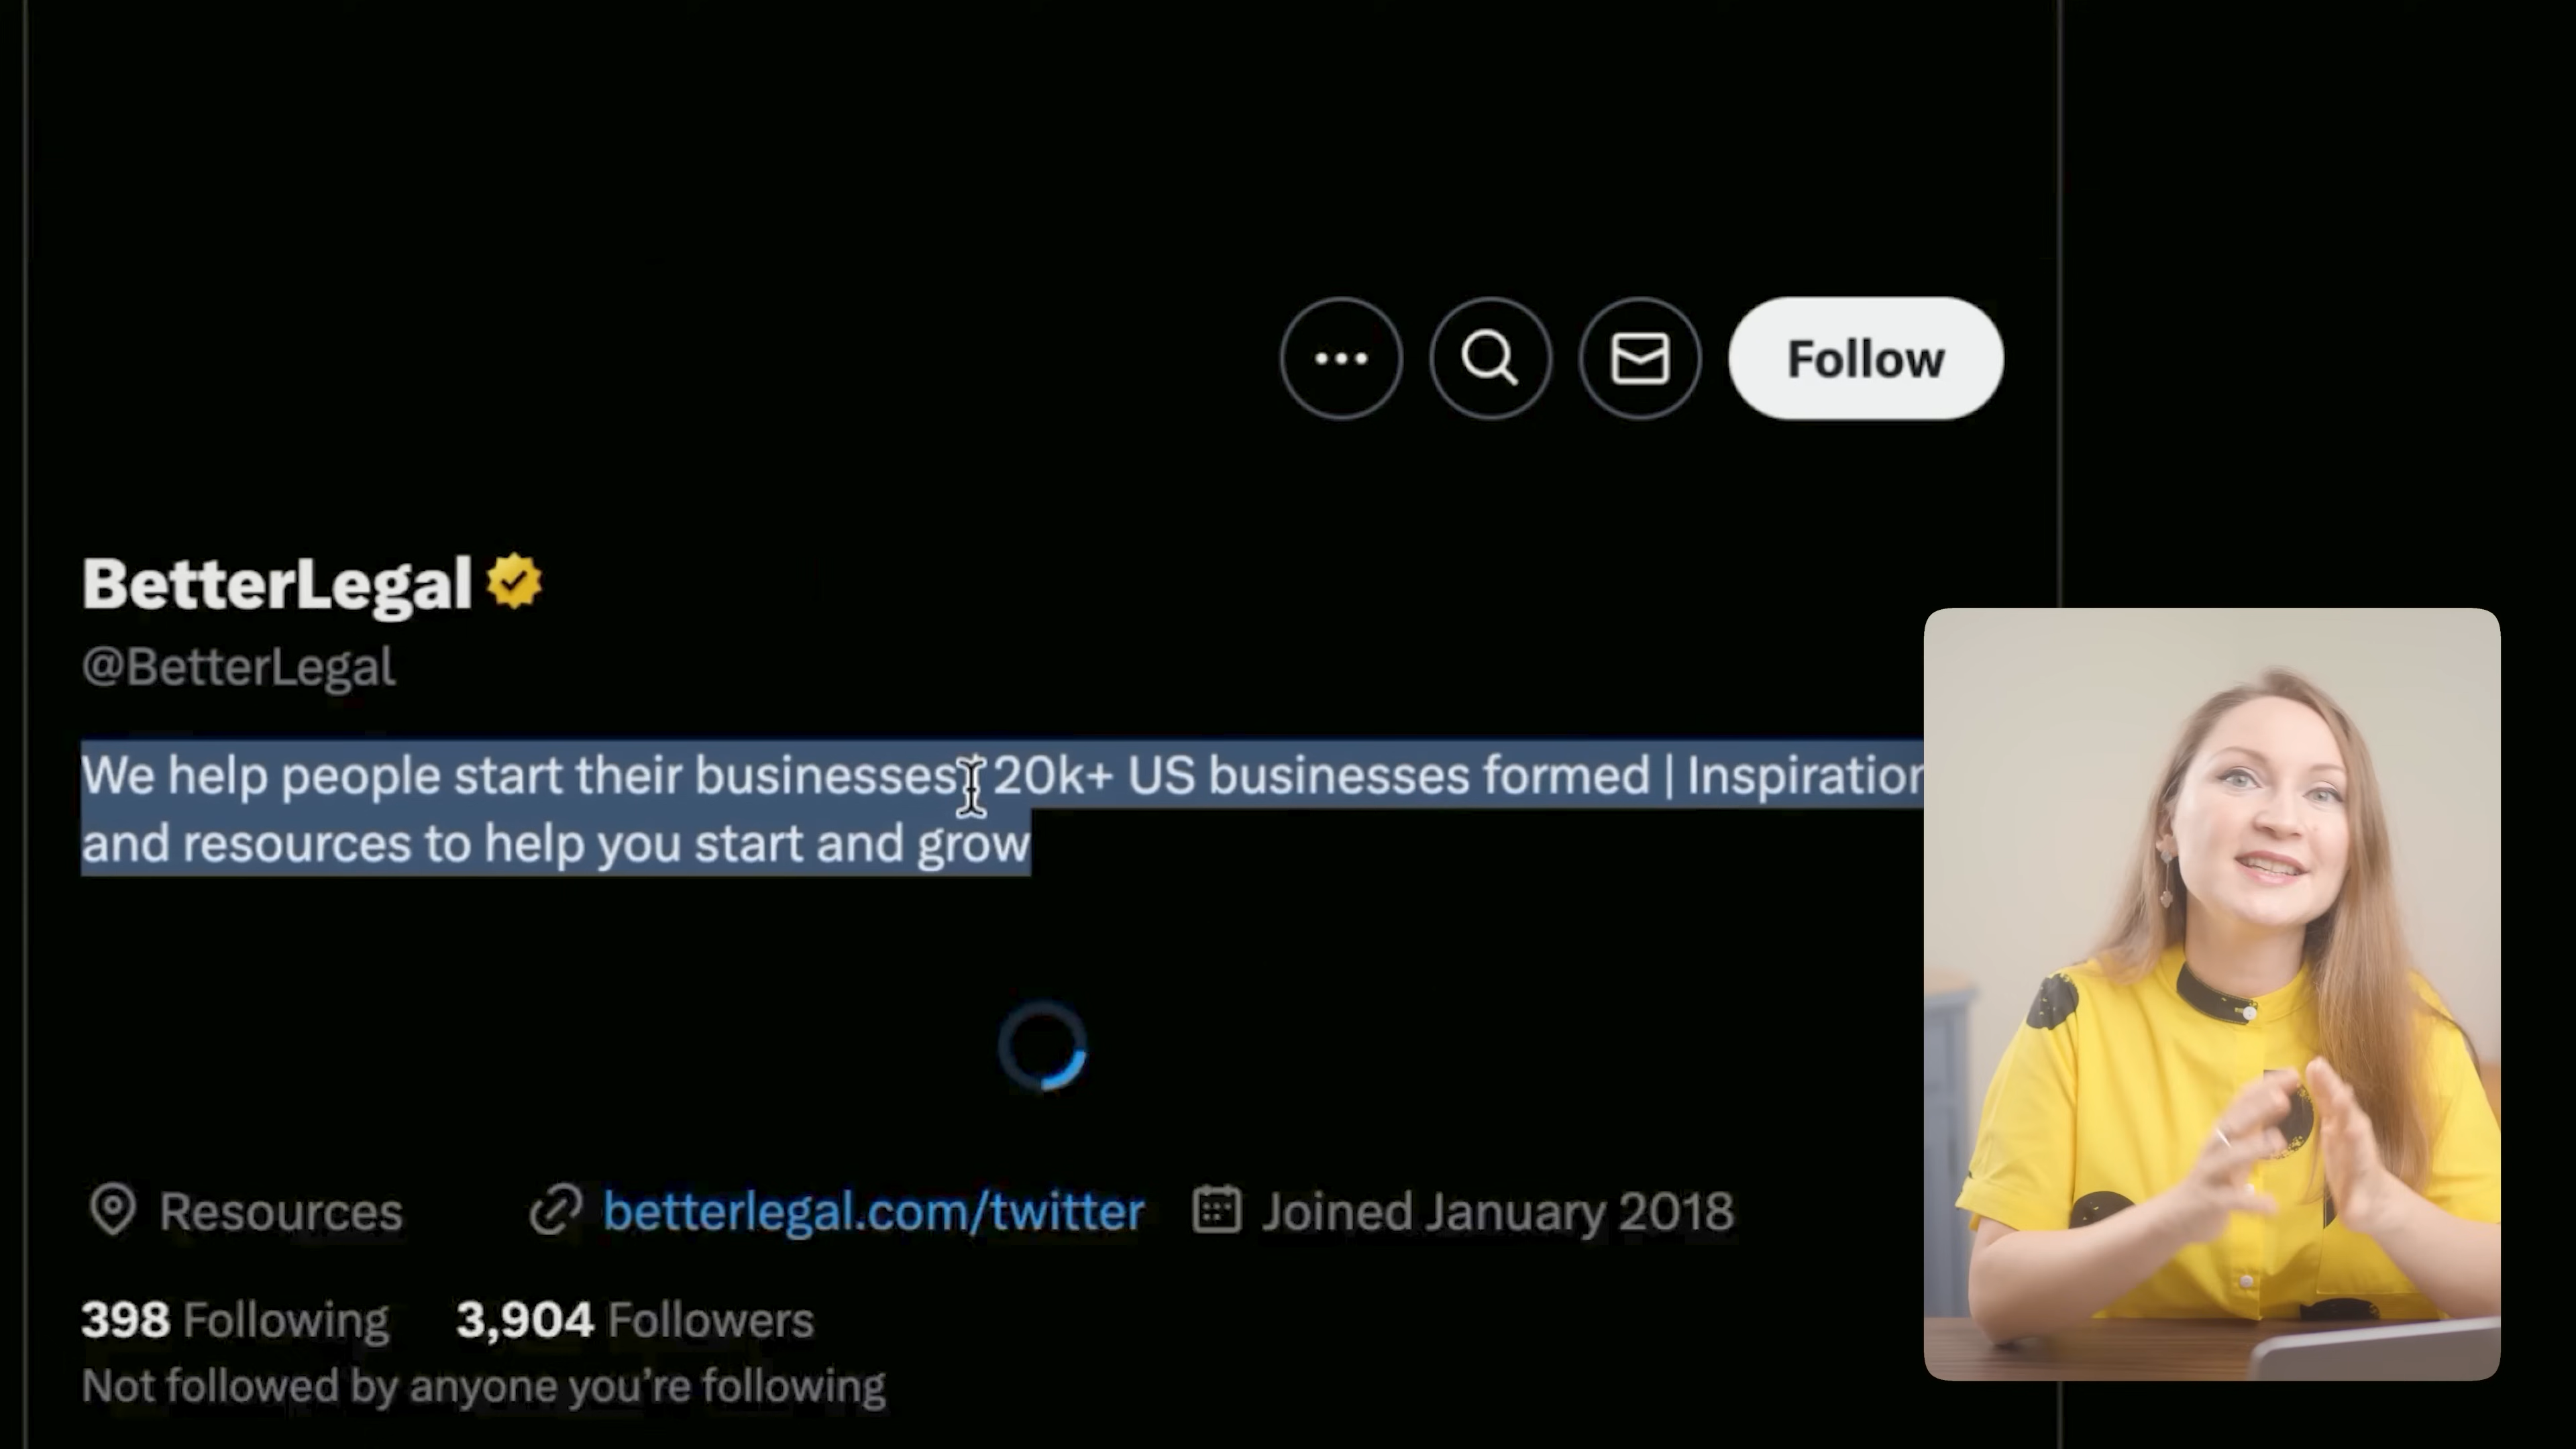 Follow
BetterLegal
@BetterLegal
We help people start their businesses 20k+ US businesses formed | Inspiration
and resources to help you start and grow
Resources betterlegal.com/twitter Joined January 2018
398 Following 3,904 Followers
Not followed by anyone you're following